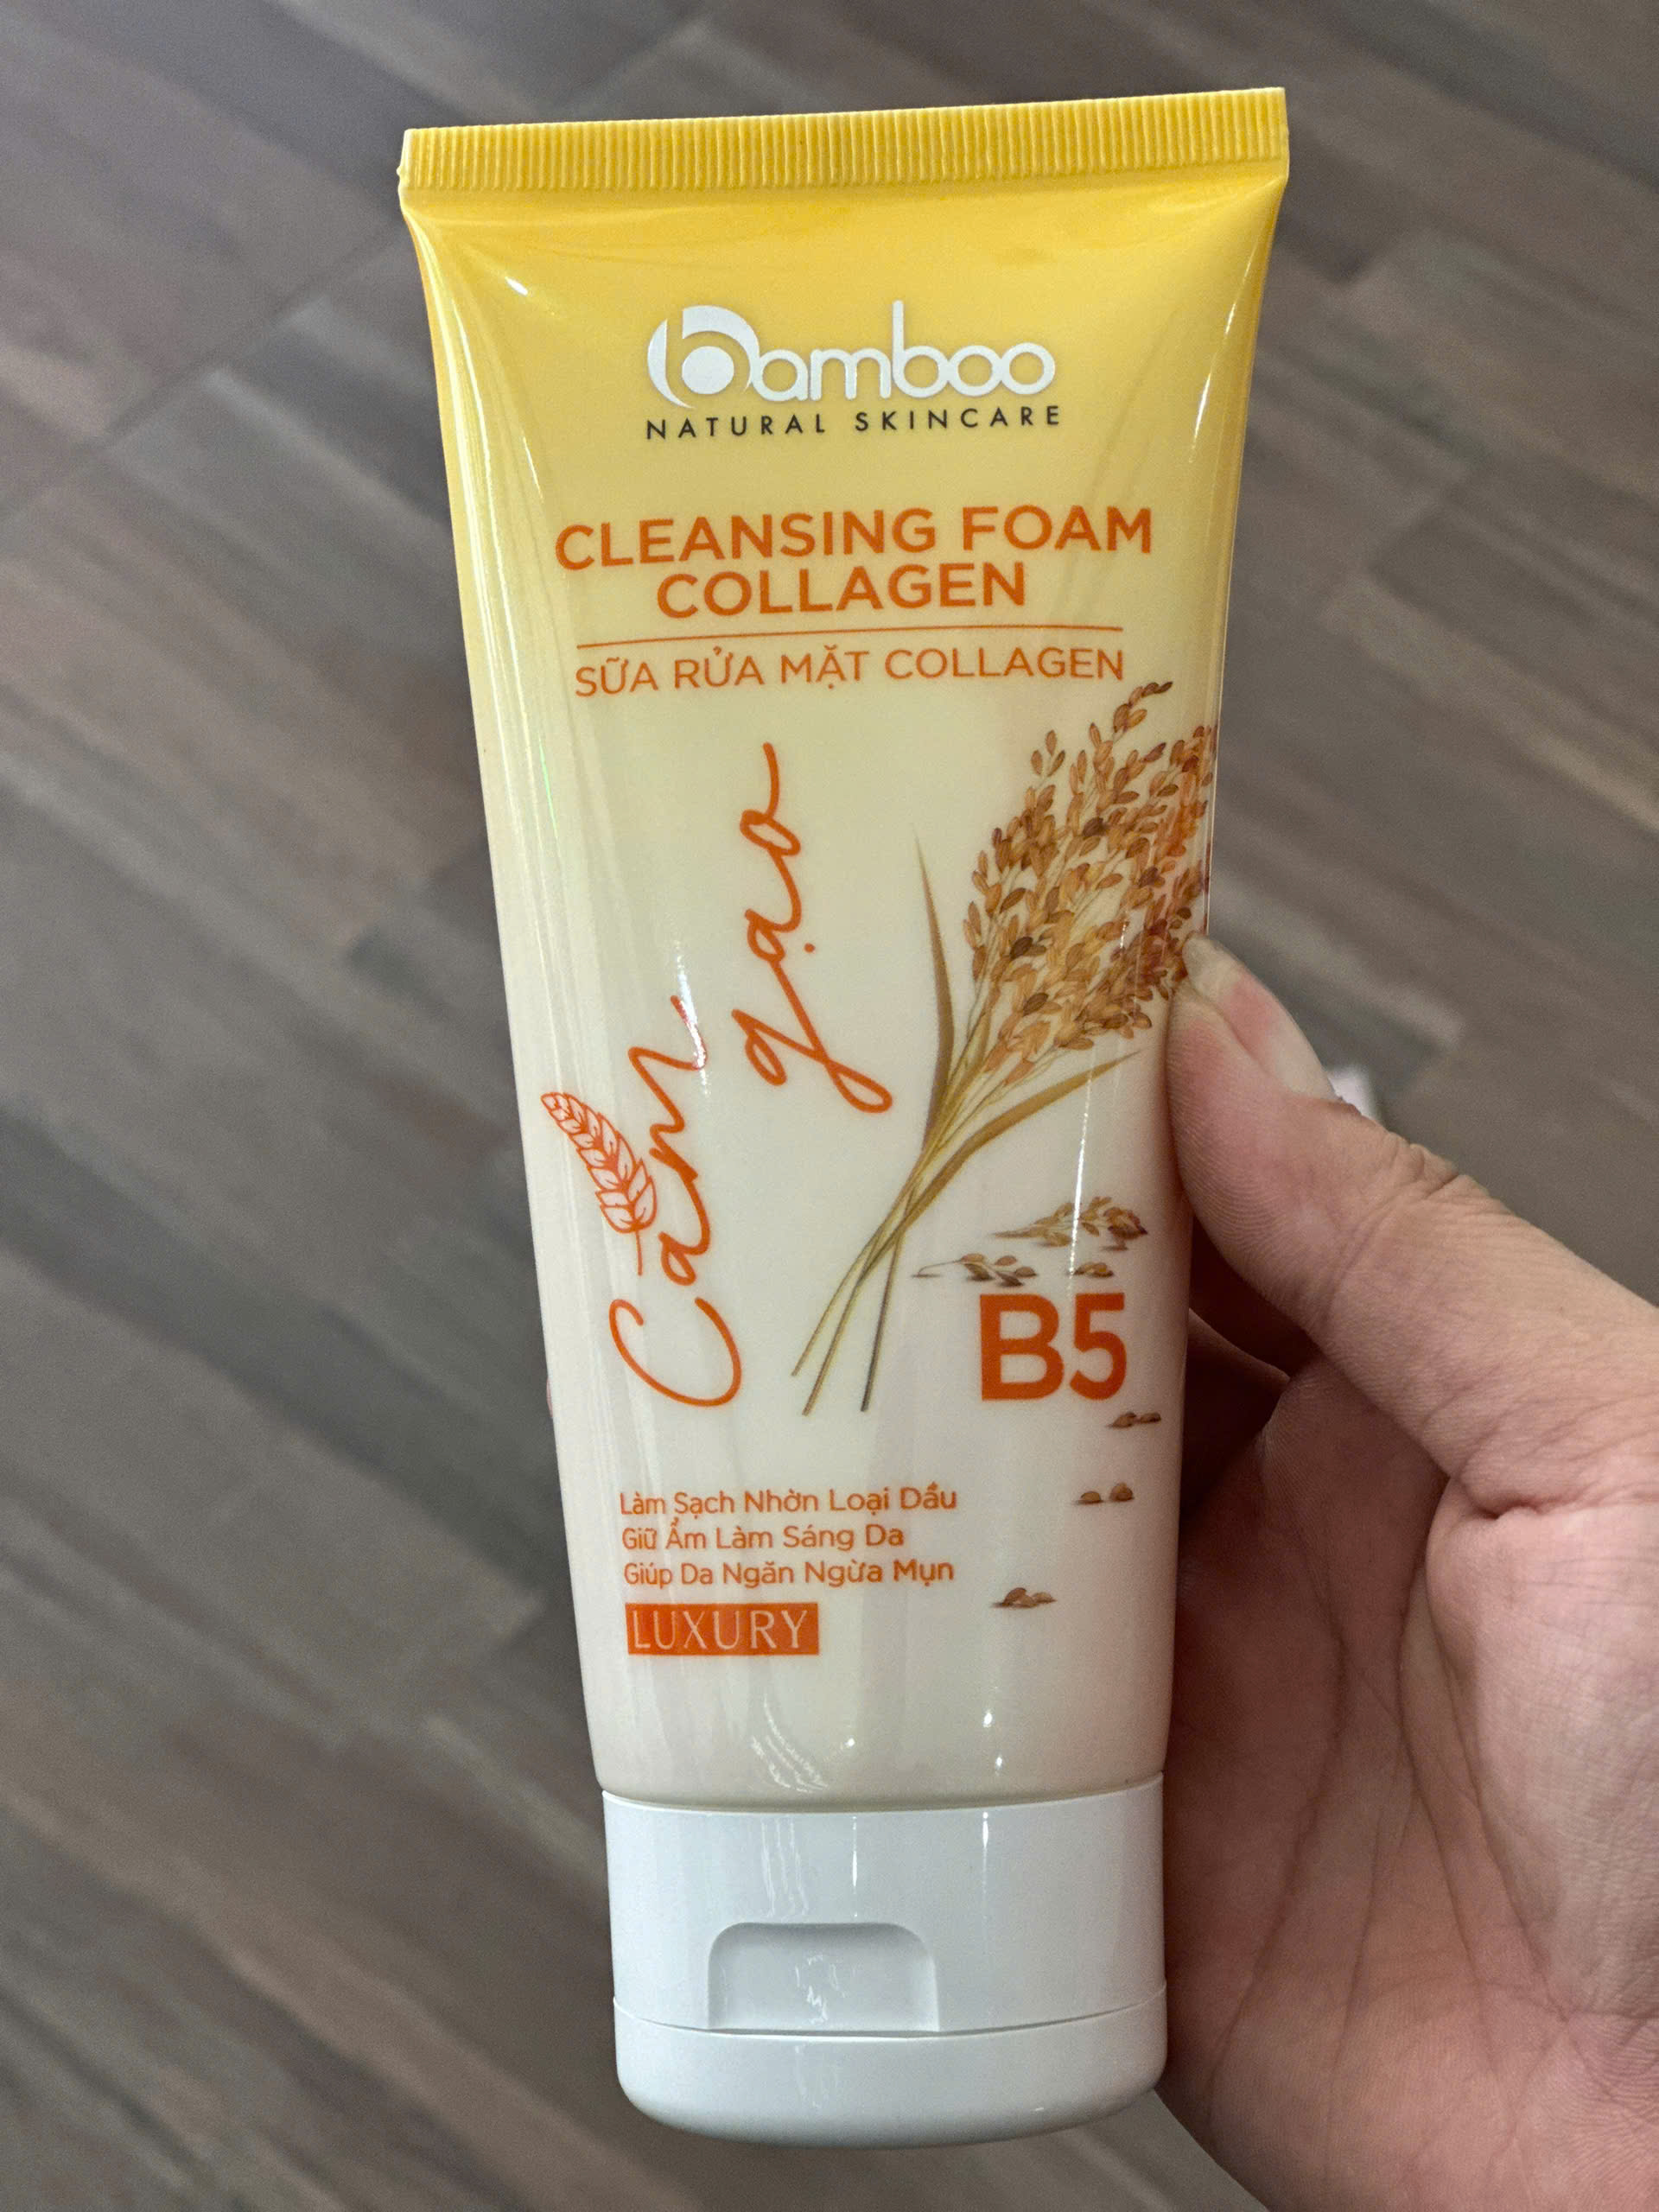 bamboo
NATURAL SKINCARE
CLEANSING FOAM
COLLAGEN
SỮA RỬA MẶT COLLAGEN
Cám
gạo
B5
Làm Sạch Nhờn Loại Dầu
Giữ Ẩm Làm Sáng Da
Giúp Da Ngăn Ngừa Mụn
LUXURY